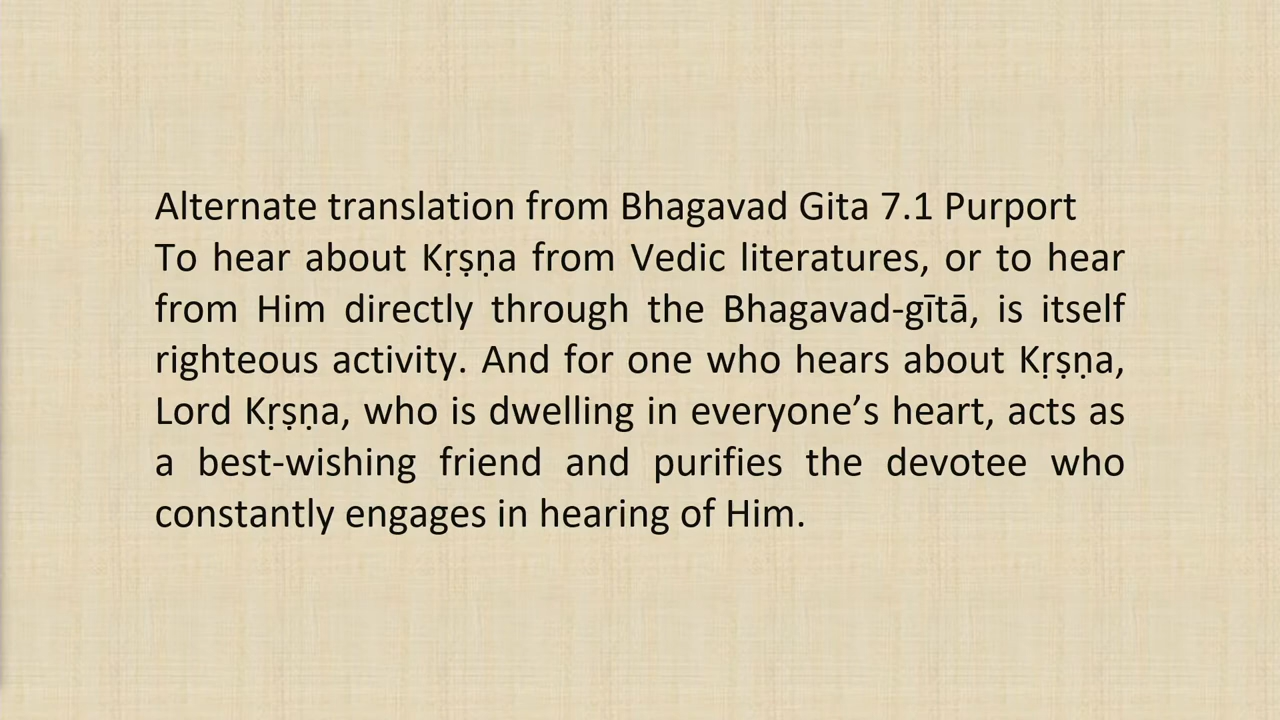 Alternate translation from Bhagavad Gita 7.1 Purport
To hear about Kṛṣṇa from Vedic literatures, or to hear
from Him directly through the Bhagavad-gītā, is itself
righteous activity. And for one who hears about Kṛṣṇa,
Lord Kṛṣṇa, who is dwelling in everyone’s heart, acts as
a best-wishing friend and purifies the devotee who
constantly engages in hearing of Him.